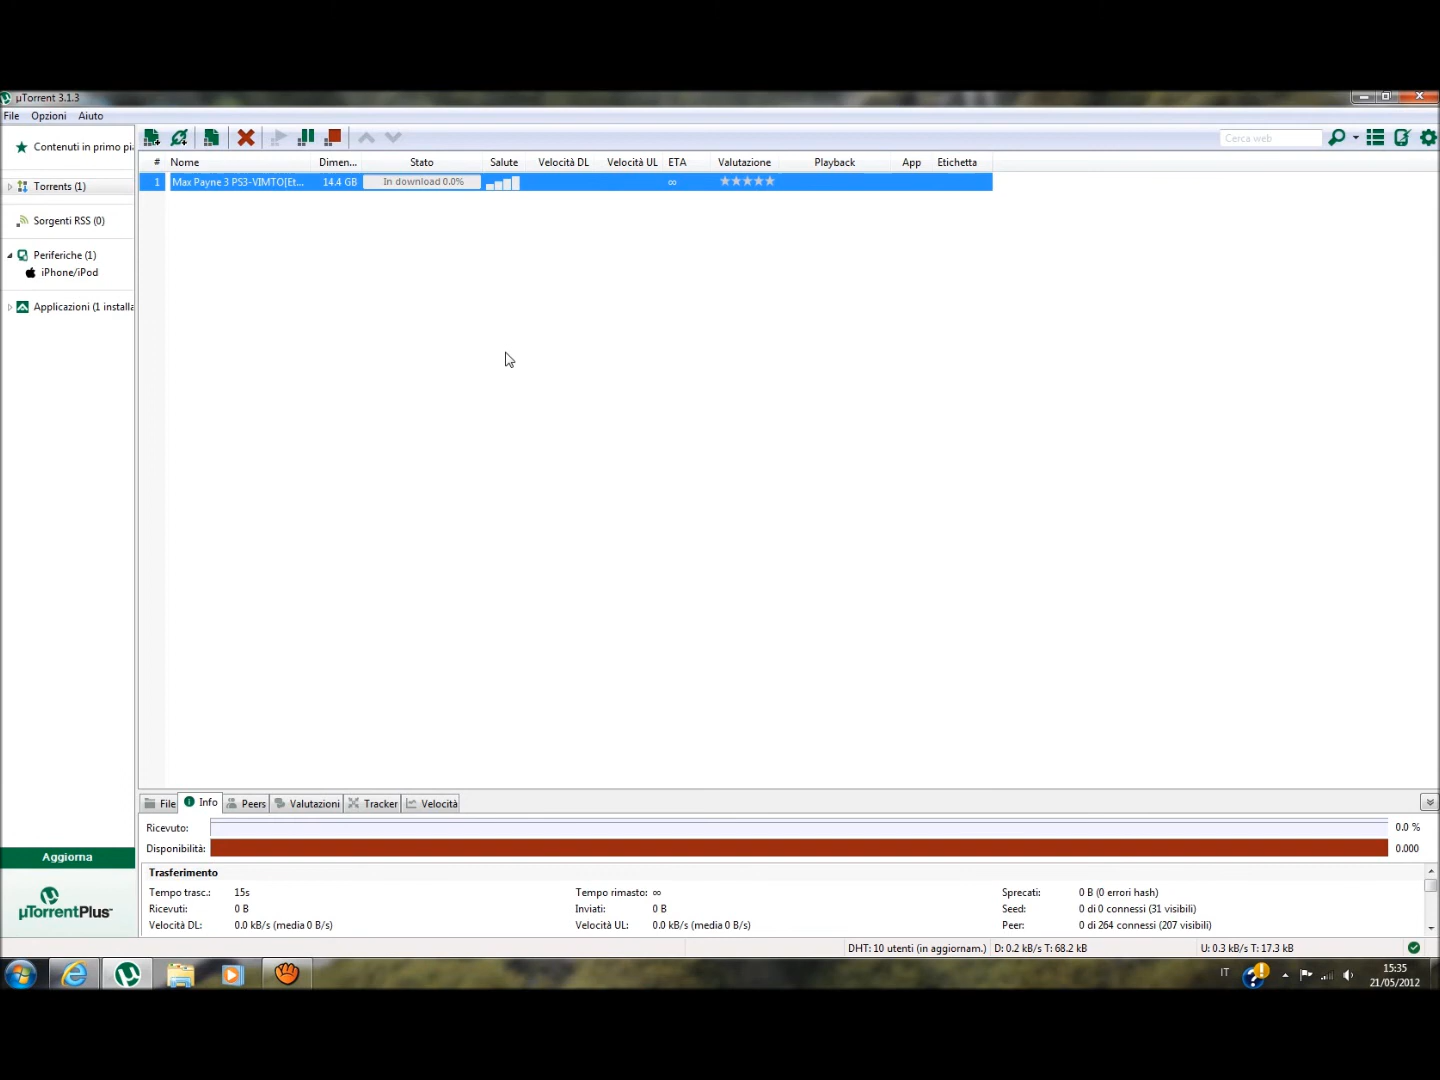 µTorrent 3.1.3
File Opzioni Aiuto
Cerca web
Contenuti in primo pia
Torrents (1)
Sorgenti RSS (0)
Periferiche (1)
iPhone/iPod
Applicazioni (1 installa
# Nome Dimen... Stato Salute Velocità DL Velocità UL ETA Valutazione Playback App Etichetta
1 Max Payne 3 PS3-VIMTO[Et... 14.4 GB In download 0.0% ∞
File Info Peers Valutazioni Tracker Velocità
Ricevuto: 0.0 %
Disponibilità: 0.000
Trasferimento
Tempo trasc.: 15s Tempo rimasto: ∞ Sprecati: 0 B (0 errori hash)
Ricevuti: 0 B Inviati: 0 B Seed: 0 di 0 connessi (31 visibili)
Velocità DL: 0.0 kB/s (media 0 B/s) Velocità UL: 0.0 kB/s (media 0 B/s) Peer: 0 di 264 connessi (207 visibili)
Aggiorna
µTorrentPlus™
DHT: 10 utenti (in aggiornam.) D: 0.2 kB/s T: 68.2 kB U: 0.3 kB/s T: 17.3 kB
IT
15:35
21/05/2012